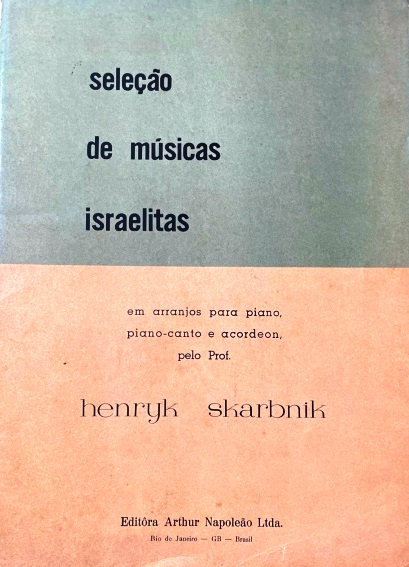 seleção
de músicas
israelitas
em arranjos para piano,
piano-canto e acordeon,
pelo Prof.
henryk skarbnik
Editôra Arthur Napoleão Ltda.
Rio de Janeiro — GB — Brasil